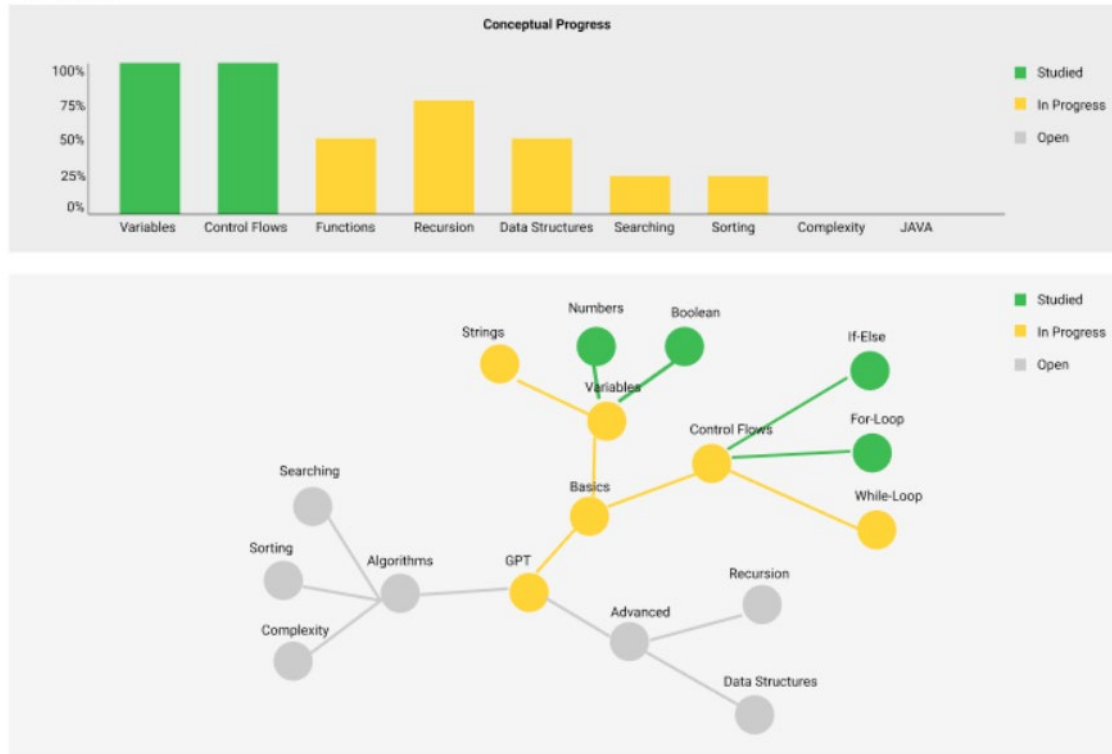 Conceptual Progress
100%
75%
50%
25%
0%
Variables Control Flows Functions Recursion Data Structures Searching Sorting Complexity JAVA
Studied
In Progress
Open
Studied
In Progress
Open
Numbers
Boolean
Strings
If-Else
Variables
For-Loop
Control Flows
Searching
Basics
While-Loop
Sorting
Algorithms
GPT
Recursion
Advanced
Complexity
Data Structures